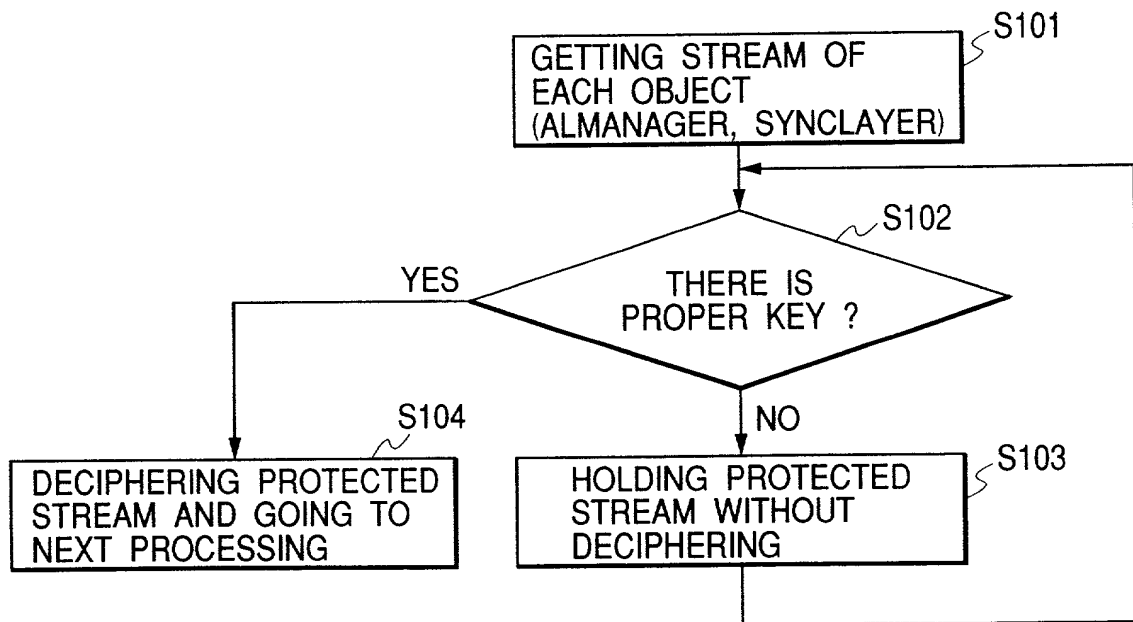 S101
GETTING STREAM OF
EACH OBJECT
(ALMANAGER, SYNCLAYER)
S102
YES
THERE IS
PROPER KEY ?
NO
S104
DECIPHERING PROTECTED
STREAM AND GOING TO
NEXT PROCESSING
S103
HOLDING PROTECTED
STREAM WITHOUT
DECIPHERING